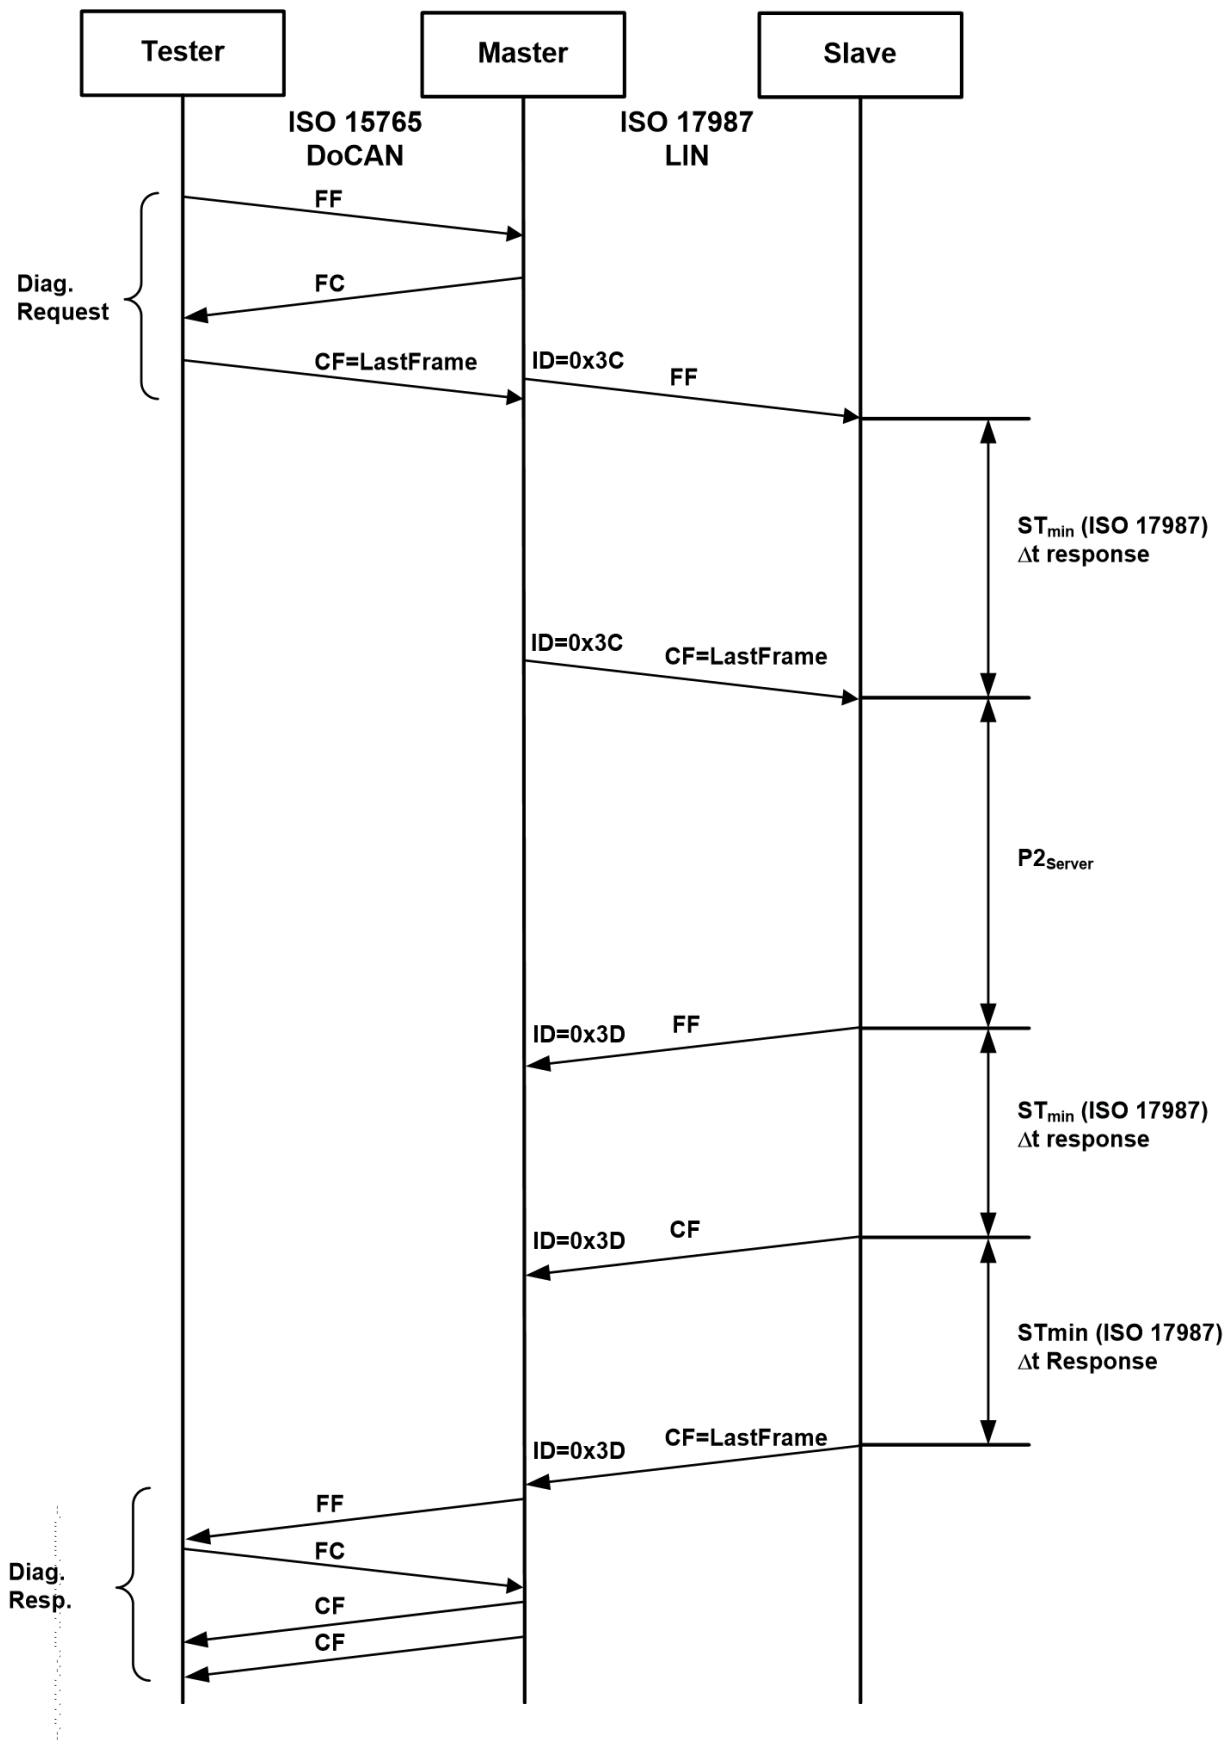 Tester
Master
Slave
ISO 15765
DoCAN
ISO 17987
LIN
FF
Diag.
Request
FC
CF=LastFrame
ID=0x3C
FF
STmin (ISO 17987)
Δt response
ID=0x3C
CF=LastFrame
P2Server
ID=0x3D
FF
STmin (ISO 17987)
Δt response
ID=0x3D
CF
STmin (ISO 17987)
Δt Response
ID=0x3D
CF=LastFrame
FF
FC
Diag.
Resp.
CF
CF